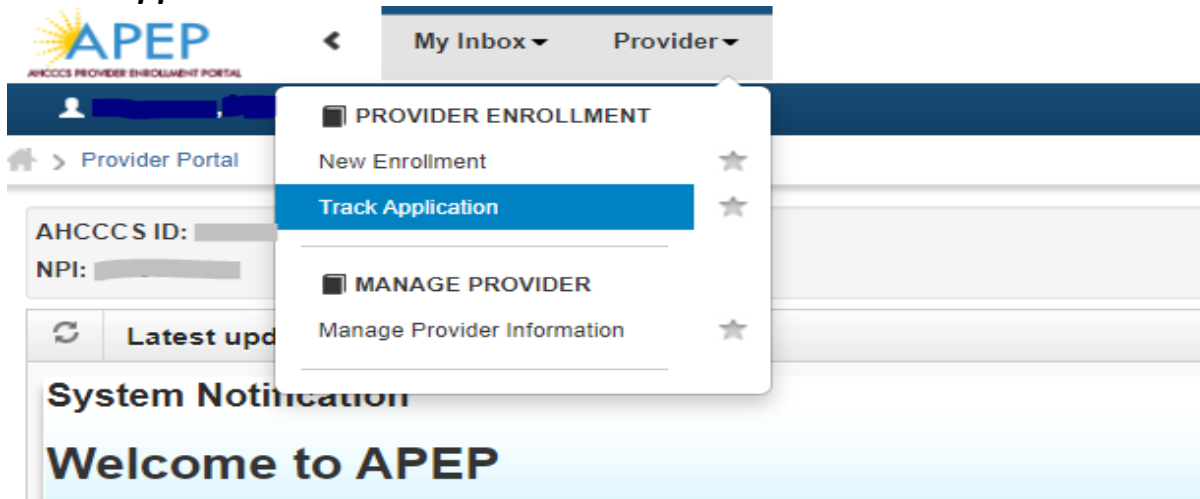 APEP
AHCCCS PROVIDER ENROLLMENT PORTAL
My Inbox
Provider
,
PROVIDER ENROLLMENT
> Provider Portal
New Enrollment
Track Application
AHCCCS ID:
NPI:
MANAGE PROVIDER
Manage Provider Information
Latest upd
System Notification
Welcome to APEP